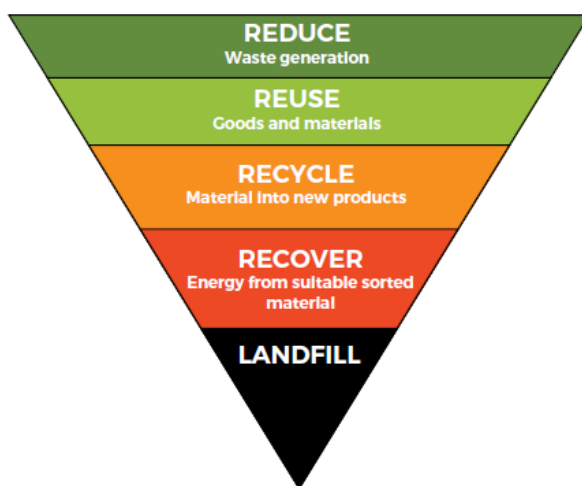 REDUCE
Waste generation
REUSE
Goods and materials
RECYCLE
Material into new products
RECOVER
Energy from suitable sorted
material
LANDFILL